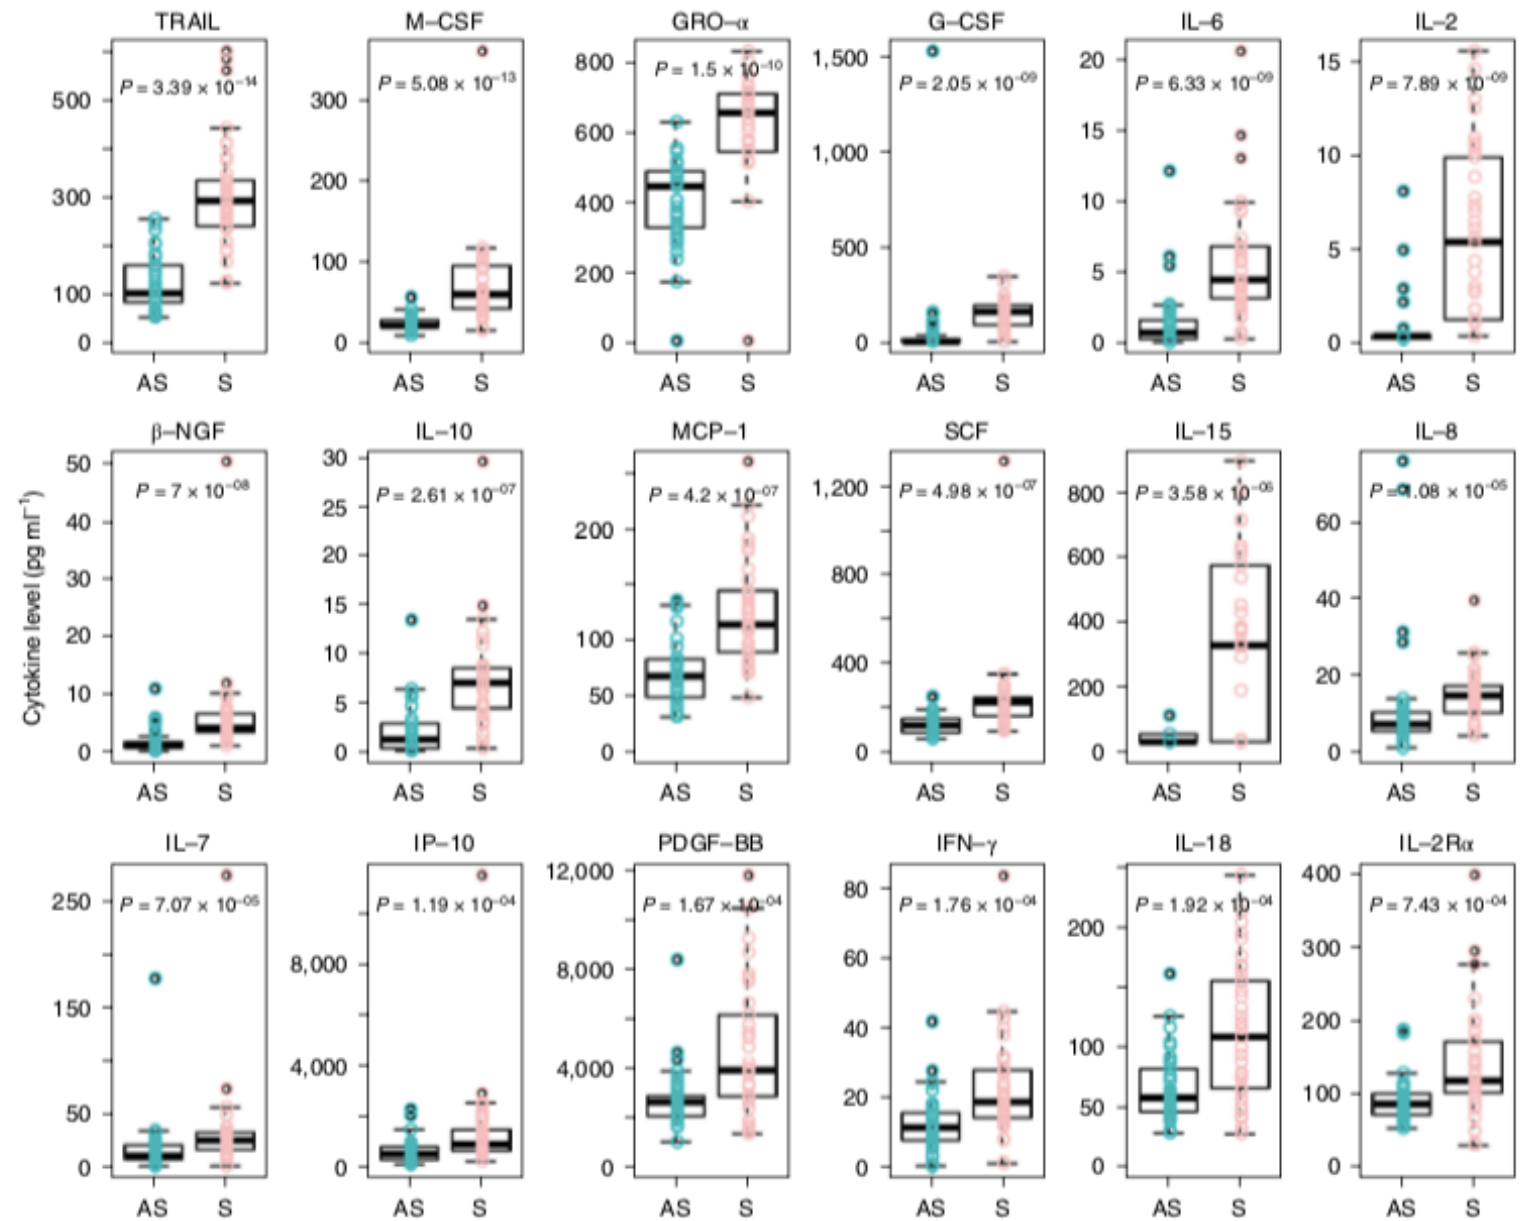 TRAIL M–CSF GRO–α G–CSF IL–6 IL–2
P = 3.39 × 10⁻¹⁴ P = 5.08 × 10⁻¹³ P = 1.5 × 10⁻¹⁰ P = 2.05 × 10⁻⁰⁹ P = 6.33 × 10⁻⁰⁹ P = 7.89 × 10⁻⁰⁹
500 300 100 0
300 200 100 0
800 600 400 200 0
1,500 1,000 500 0
20 15 10 5 0
15 10 5 0
AS S AS S AS S AS S AS S AS S
Cytokine level (pg ml⁻¹)
β–NGF IL–10 MCP–1 SCF IL–15 IL–8
P = 7 × 10⁻⁰⁸ P = 2.61 × 10⁻⁰⁷ P = 4.2 × 10⁻⁰⁷ P = 4.98 × 10⁻⁰⁷ P = 3.58 × 10⁻⁰⁶ P = 1.08 × 10⁻⁰⁵
50 40 30 20 10 0
30 25 20 15 10 5 0
200 100 50 0
1,200 800 400 0
800 600 400 200 0
60 40 20 0
AS S AS S AS S AS S AS S AS S
IL–7 IP–10 PDGF–BB IFN–γ IL–18 IL–2Rα
P = 7.07 × 10⁻⁰⁵ P = 1.19 × 10⁻⁰⁴ P = 1.67 × 10⁻⁰⁴ P = 1.76 × 10⁻⁰⁴ P = 1.92 × 10⁻⁰⁴ P = 7.43 × 10⁻⁰⁴
250 150 50 0
8,000 4,000 0
12,000 8,000 4,000 0
80 60 40 20 0
200 100 50 0
400 300 200 100 0
AS S AS S AS S AS S AS S AS S